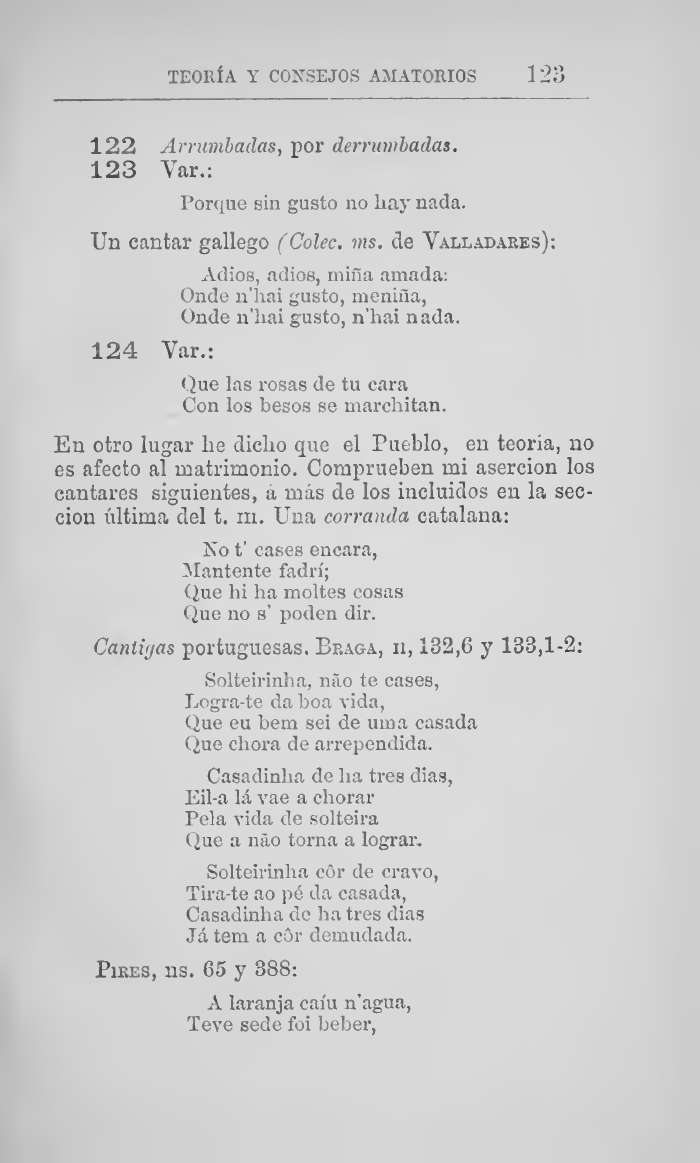 TEORÍA Y CONSEJOS AMATORIOS 123
122 Arrumbadas, por derrumbadas.
123 Var.:
Porque sin gusto no hay nada.
Un cantar gallego (Colec. ms. de VALLADARES):
Adios, adios, miña amada:
Onde n'hai gusto, meniña,
Onde n'hai gusto, n'hai nada.
124 Var.:
Que las rosas de tu cara
Con los besos se marchitan.
En otro lugar he dicho que el Pueblo, en teoria, no
es afecto al matrimonio. Comprueben mi asercion los
cantares siguientes, á más de los incluidos en la sec-
cion última del t. III. Una corranda catalana:
No t' cases encara,
Mantente fadrí;
Que hi ha moltes cosas
Que no s' poden dir.
Cantigas portuguesas. BRAGA, II, 132,6 y 133,1-2:
Solteirinha, não te cases,
Logra-te da boa vida,
Que eu bem sei de uma casada
Que chora de arrependida.
Casadinha de ha tres dias,
Eil-a lá vae a chorar
Pela vida de solteira
Que a não torna a lograr.
Solteirinha côr de cravo,
Tira-te ao pé da casada,
Casadinha de ha tres dias
Já tem a côr demudada.
PIRES, ns. 65 y 388:
A laranja caíu n'agua,
Teve sede foi beber,